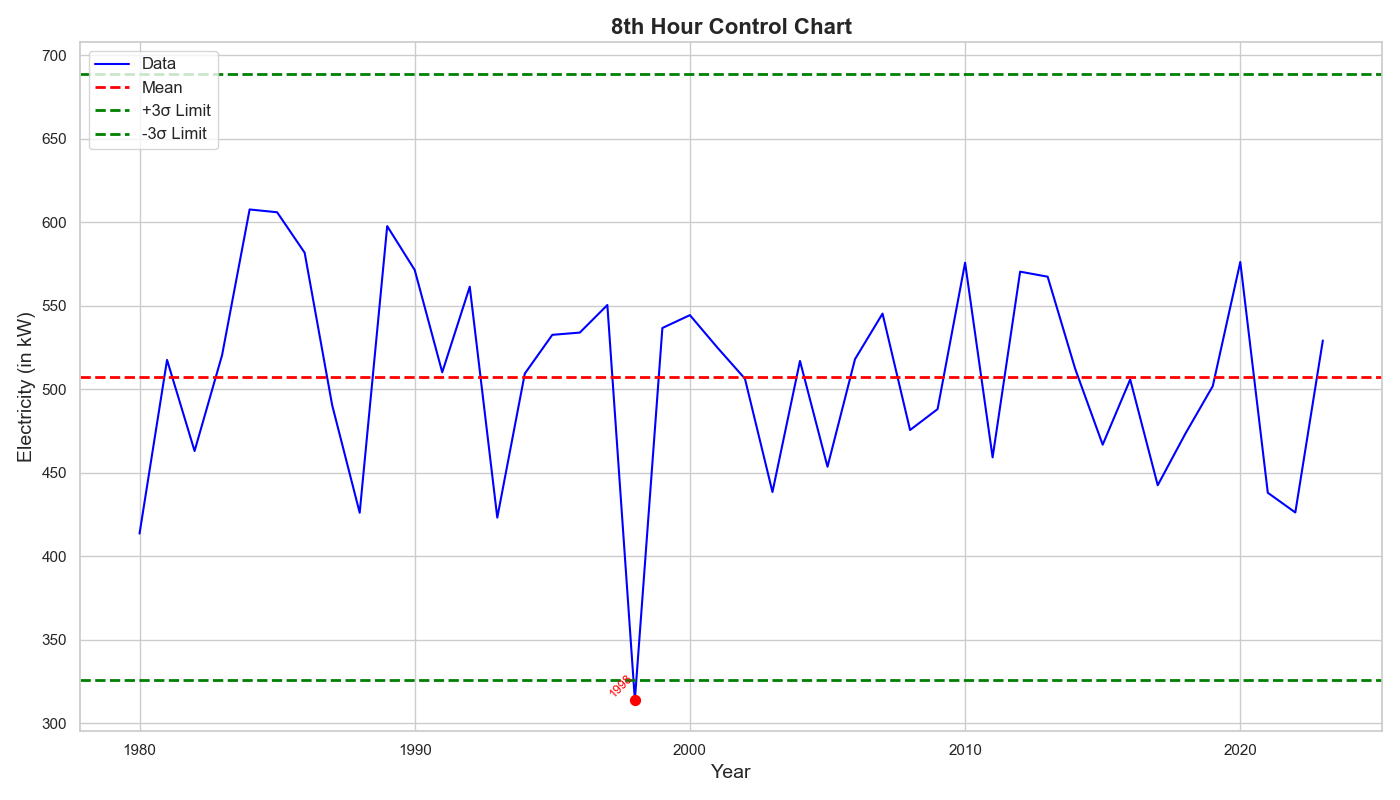 8th Hour Control Chart
Data
Mean
+3σ Limit
-3σ Limit
Electricity (in kW)
700
650
600
550
500
450
400
350
300
1998
1980
1990
2000
2010
2020
Year